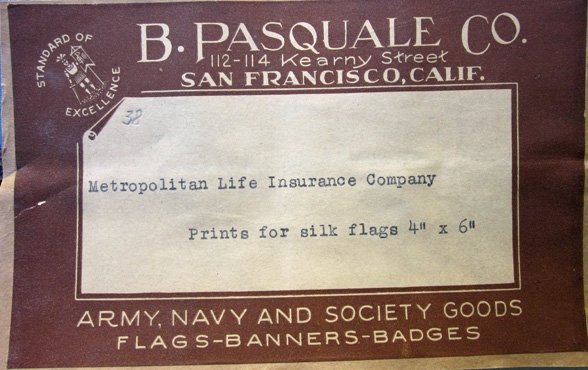 STANDARD OF
EXCELLENCE
B. PASQUALE CO.
112-114 Kearny Street
SAN FRANCISCO, CALIF.
38
Metropolitan Life Insurance Company
Prints for silk flags 4" x 6"
ARMY, NAVY AND SOCIETY GOODS
FLAGS-BANNERS-BADGES